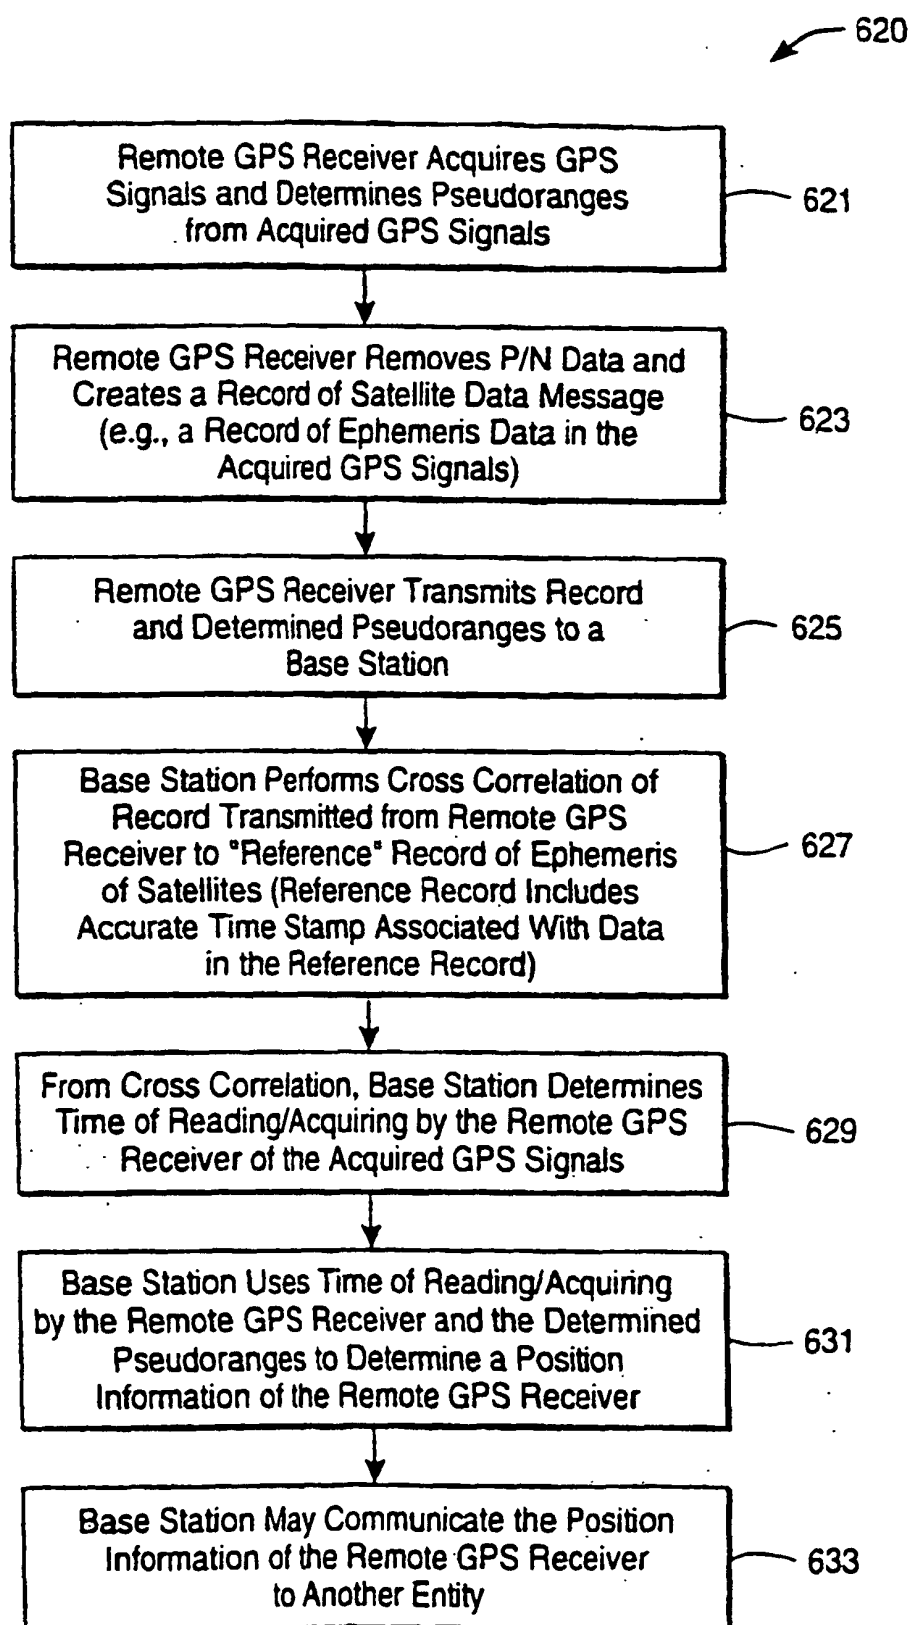 620
Remote GPS Receiver Acquires GPS
Signals and Determines Pseudoranges
from Acquired GPS Signals
621
Remote GPS Receiver Removes P/N Data and
Creates a Record of Satellite Data Message
(e.g., a Record of Ephemeris Data in the
Acquired GPS Signals)
623
Remote GPS Receiver Transmits Record
and Determined Pseudoranges to a
Base Station
625
Base Station Performs Cross Correlation of
Record Transmitted from Remote GPS
Receiver to "Reference" Record of Ephemeris
of Satellites (Reference Record Includes
Accurate Time Stamp Associated With Data
in the Reference Record)
627
From Cross Correlation, Base Station Determines
Time of Reading/Acquiring by the Remote GPS
Receiver of the Acquired GPS Signals
629
Base Station Uses Time of Reading/Acquiring
by the Remote GPS Receiver and the Determined
Pseudoranges to Determine a Position
Information of the Remote GPS Receiver
631
Base Station May Communicate the Position
Information of the Remote GPS Receiver
to Another Entity
633